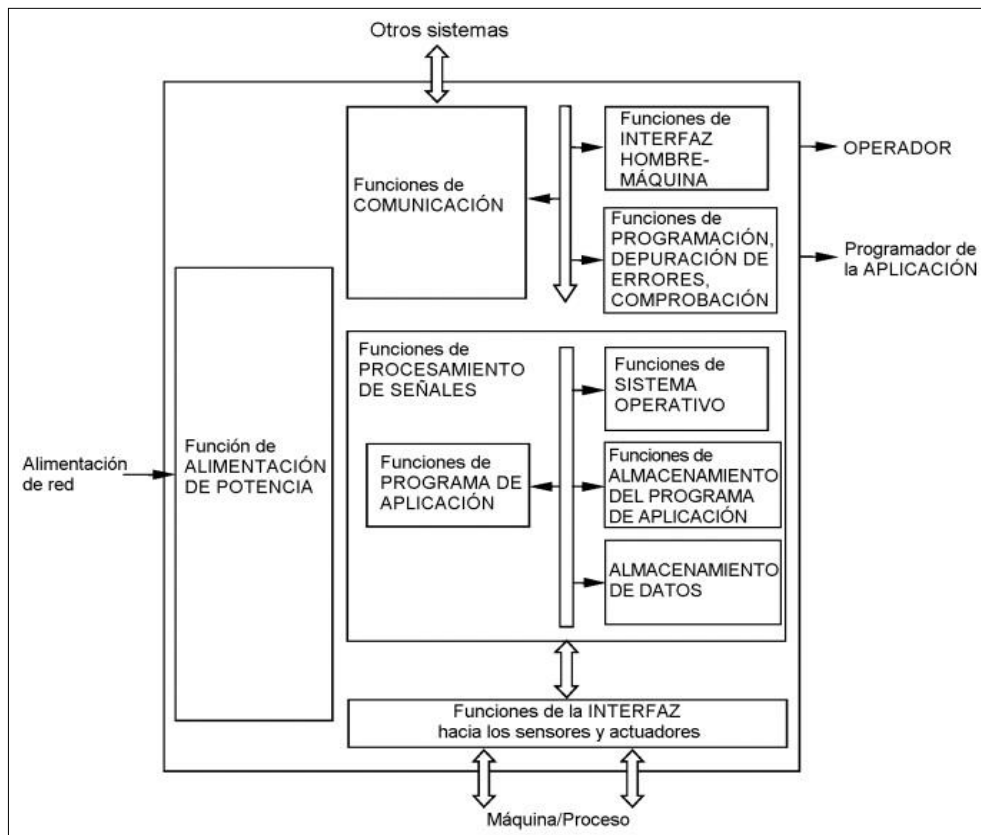 Otros sistemas
Funciones de
COMUNICACIÓN
Funciones de
INTERFAZ
HOMBRE-
MÁQUINA
OPERADOR
Funciones de
PROGRAMACIÓN,
DEPURACIÓN DE
ERRORES,
COMPROBACIÓN
Programador de
la APLICACIÓN
Alimentación
de red
Función de
ALIMENTACIÓN
DE POTENCIA
Funciones de
PROCESAMIENTO
DE SEÑALES
Funciones de
SISTEMA
OPERATIVO
Funciones de
PROGRAMA DE
APLICACIÓN
Funciones de
ALMACENAMIENTO
DEL PROGRAMA
DE APLICACIÓN
ALMACENAMIENTO
DE DATOS
Funciones de la INTERFAZ
hacia los sensores y actuadores
Máquina/Proceso